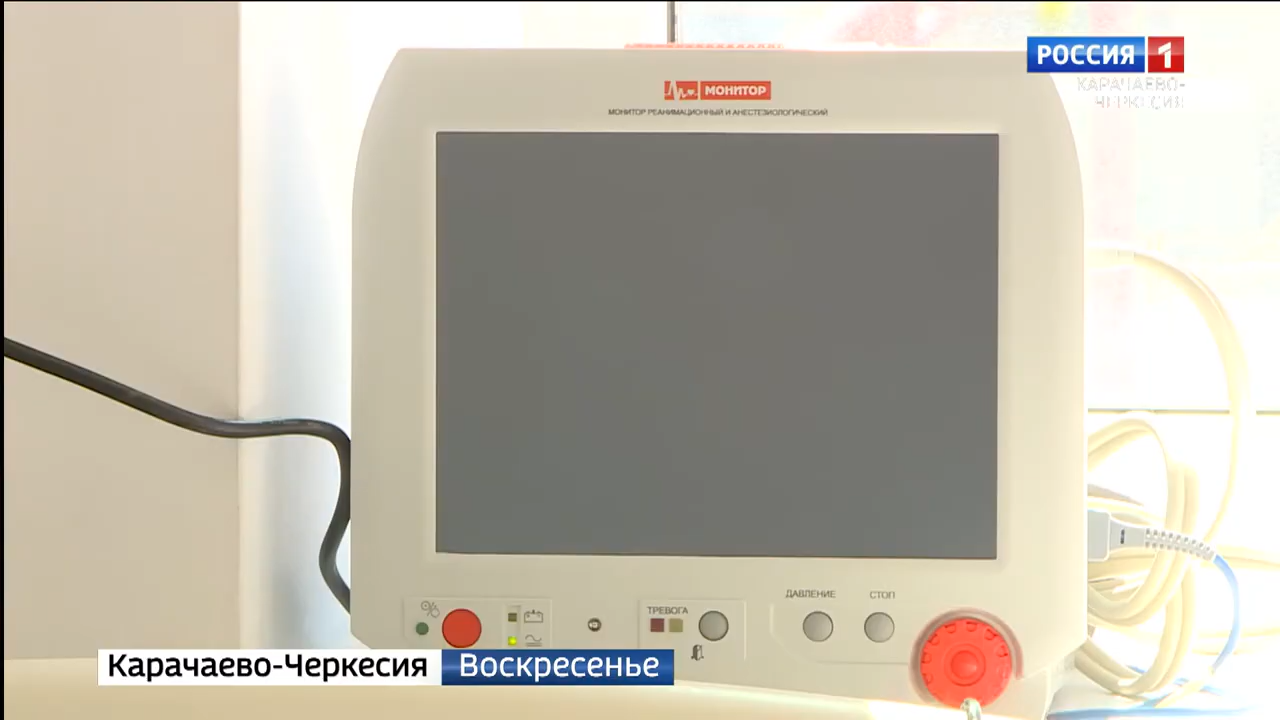 РОССИЯ 1
КАРАЧАЕВО-
ЧЕРКЕСИЯ
МОНИТОР
МОНИТОР РЕАНИМАЦИОННЫЙ И АНЕСТЕЗИОЛОГИЧЕСКИЙ
ДАВЛЕНИЕ
СТОП
ТРЕВОГА
Карачаево-Черкесия Воскресенье